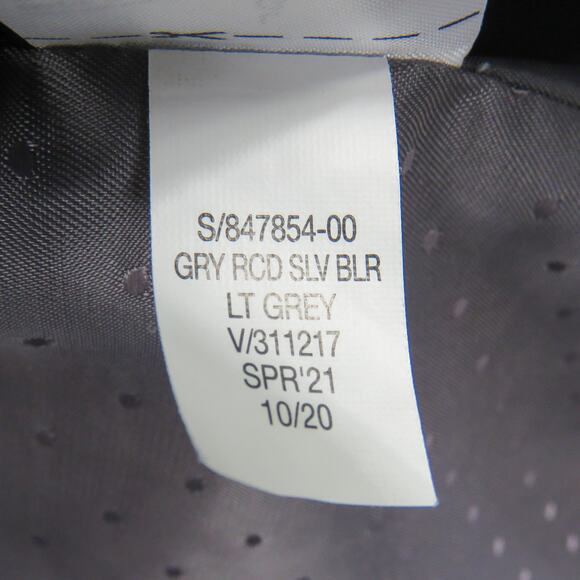 S/847854-00
GRY RCD SLV BLR
LT GREY
V/311217
SPR'21
10/20